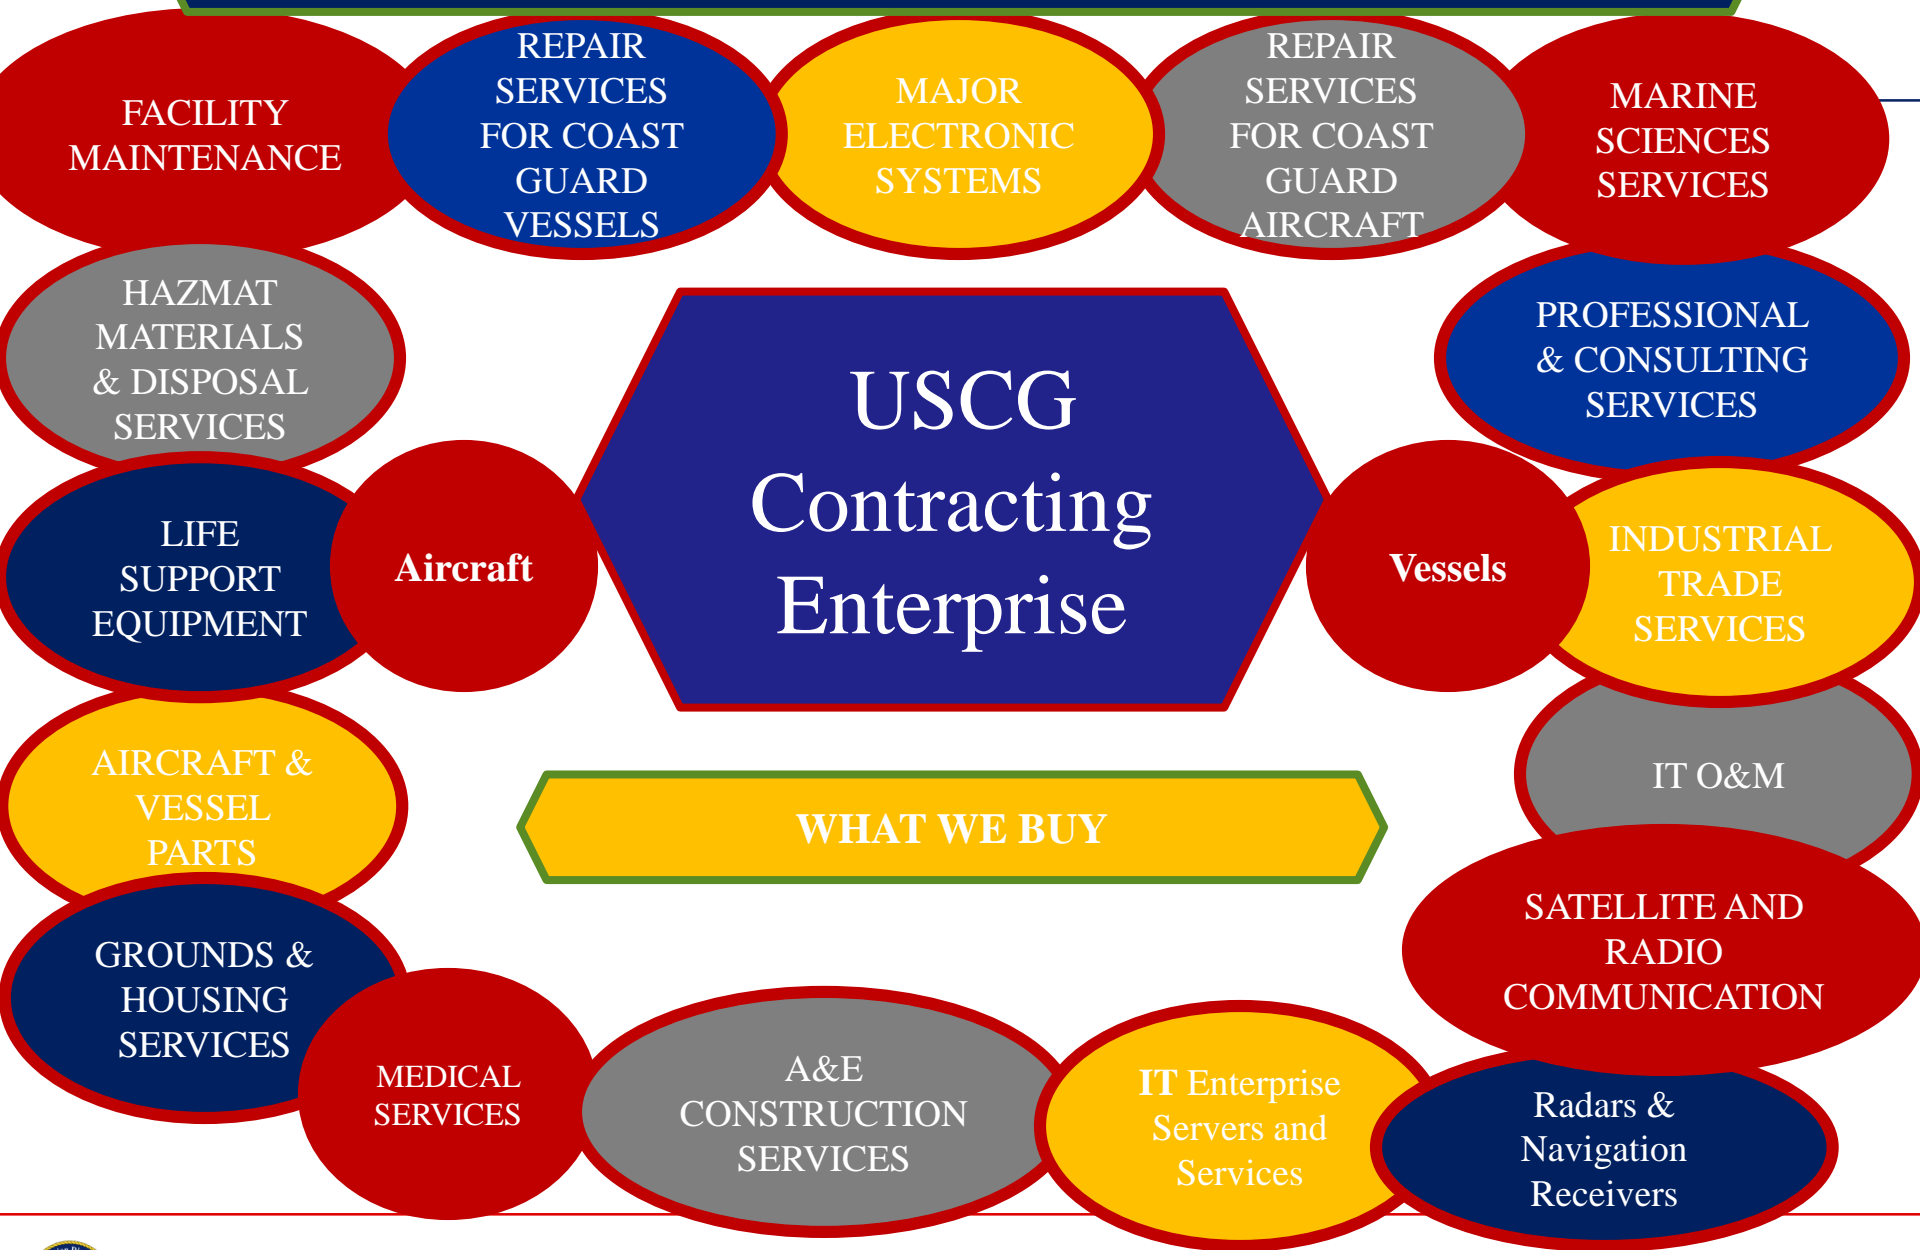 FACILITY
MAINTENANCE
REPAIR
SERVICES
FOR COAST
GUARD
VESSELS
MAJOR
ELECTRONIC
SYSTEMS
REPAIR
SERVICES
FOR COAST
GUARD
AIRCRAFT
MARINE
SCIENCES
SERVICES
HAZMAT
MATERIALS
& DISPOSAL
SERVICES
USCG
Contracting
Enterprise
PROFESSIONAL
& CONSULTING
SERVICES
LIFE
SUPPORT
EQUIPMENT
Aircraft
Vessels
INDUSTRIAL
TRADE
SERVICES
AIRCRAFT &
VESSEL
PARTS
WHAT WE BUY
IT O&M
GROUNDS &
HOUSING
SERVICES
SATELLITE AND
RADIO
COMMUNICATION
MEDICAL
SERVICES
A&E
CONSTRUCTION
SERVICES
IT Enterprise
Servers and
Services
Radars &
Navigation
Receivers